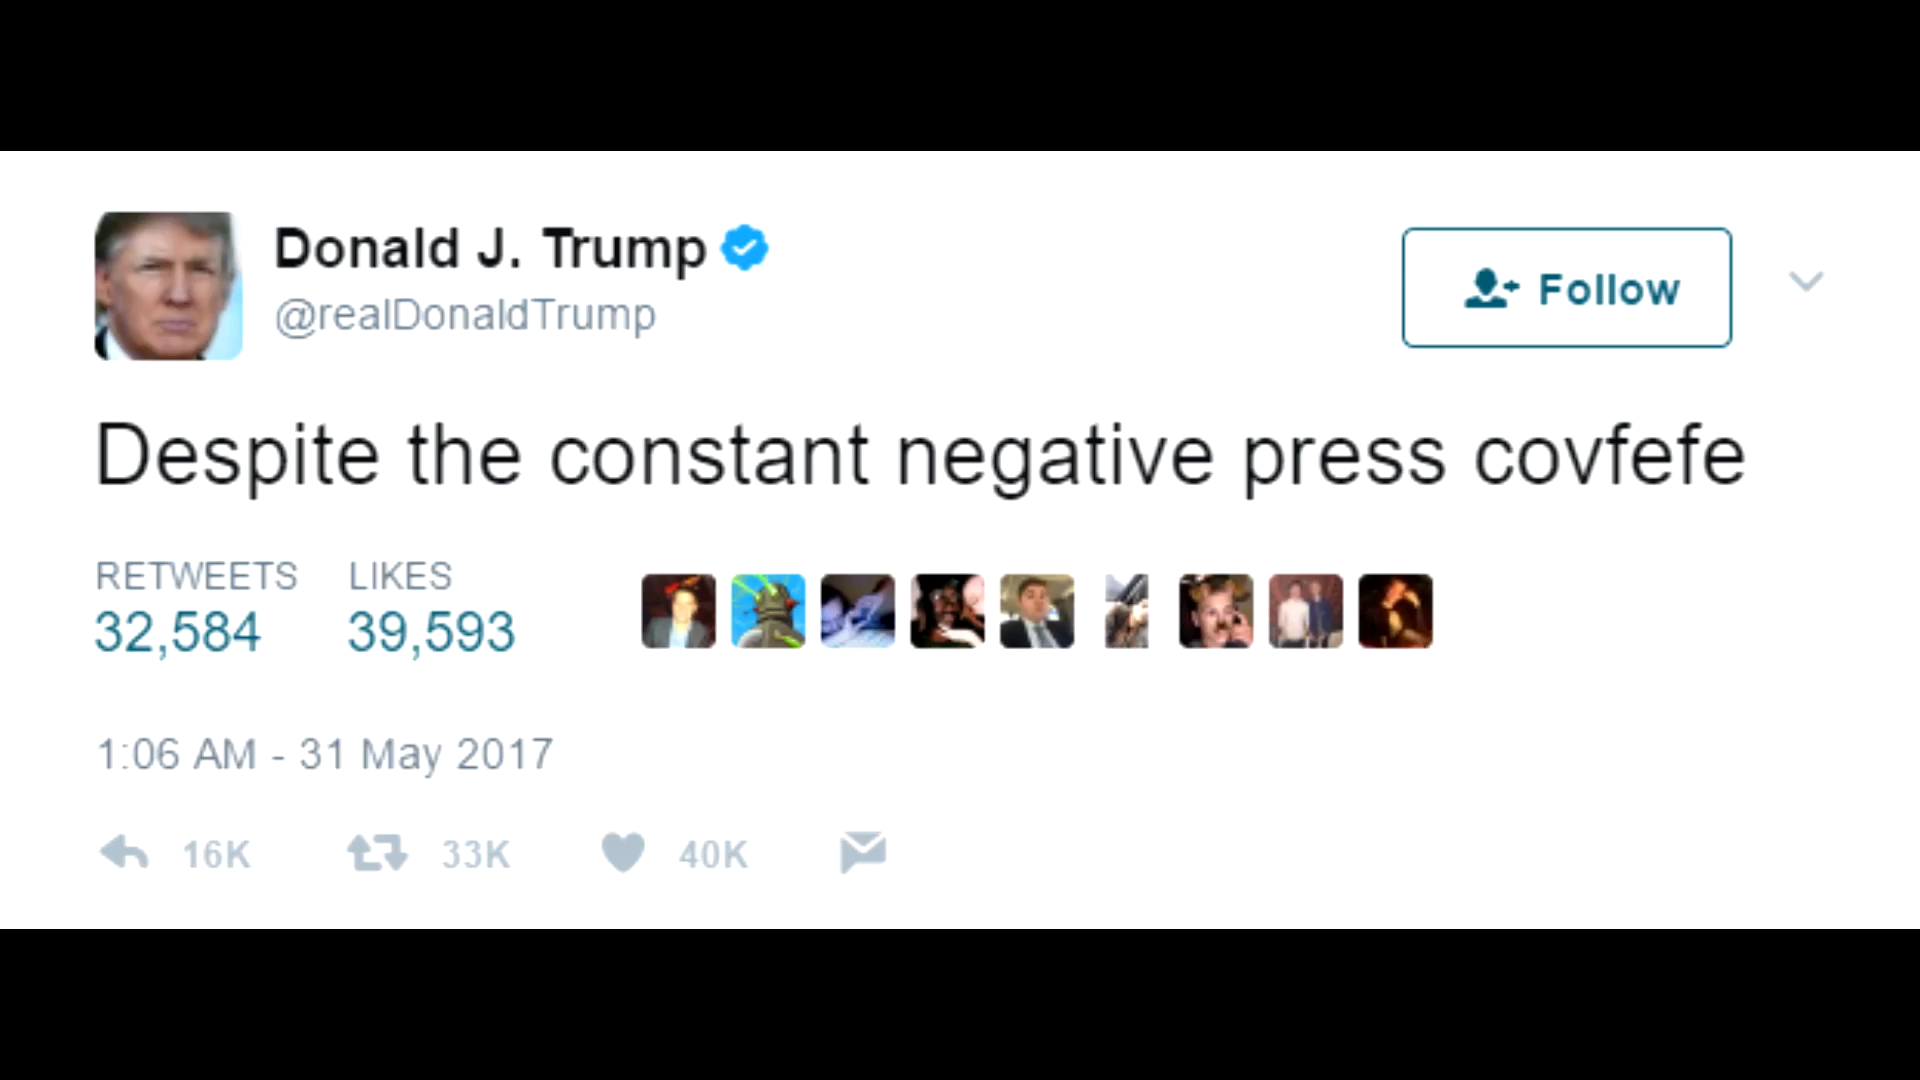 Donald J. Trump
@realDonaldTrump
Follow
Despite the constant negative press covfefe
RETWEETS LIKES
32,584 39,593
1:06 AM - 31 May 2017
16K 33K 40K